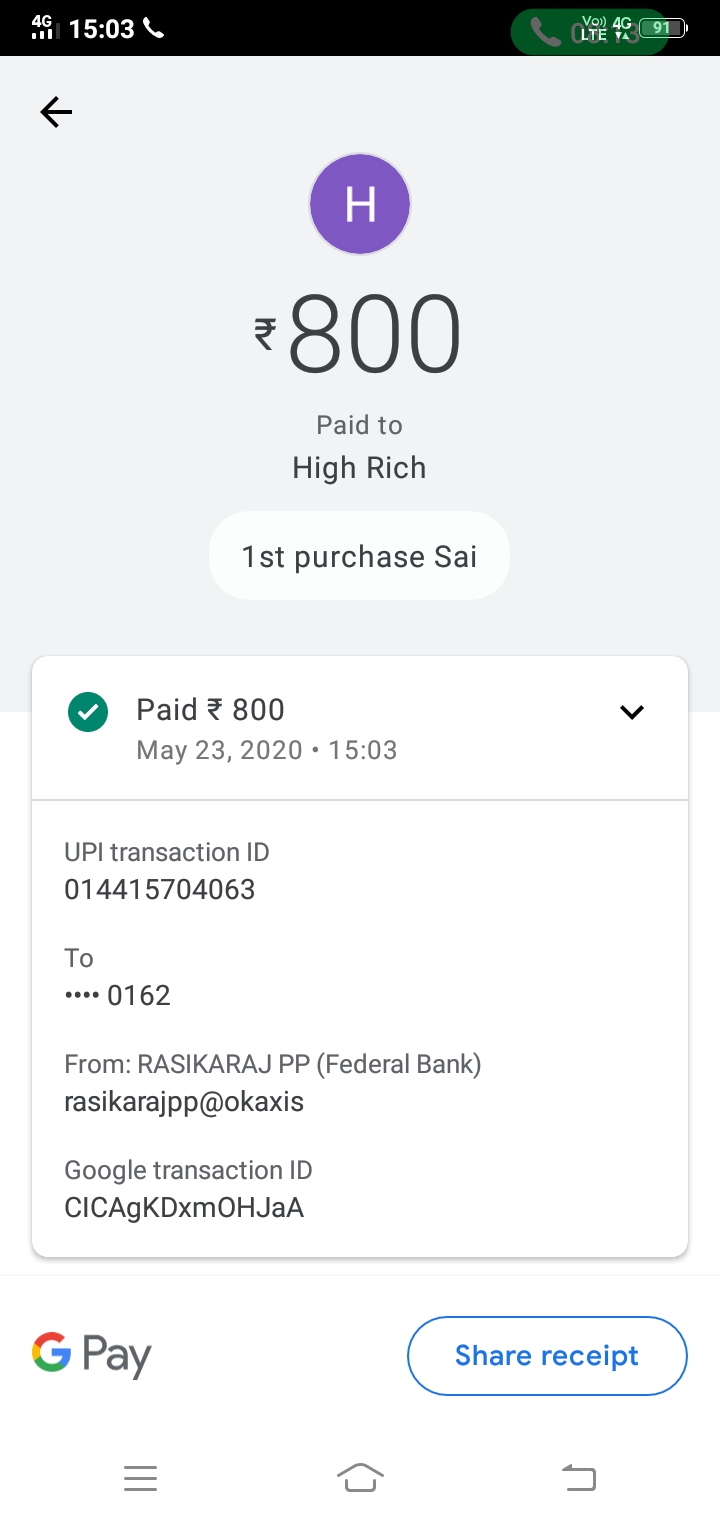 4G 15:03 Vo)) 4G 91
LTE
H
₹800
Paid to
High Rich
1st purchase Sai
Paid ₹ 800
May 23, 2020 • 15:03
UPI transaction ID
014415704063
To
•••• 0162
From: RASIKARAJ PP (Federal Bank)
rasikarajpp@okaxis
Google transaction ID
CICAgKDxmOHJaA
G Pay
Share receipt